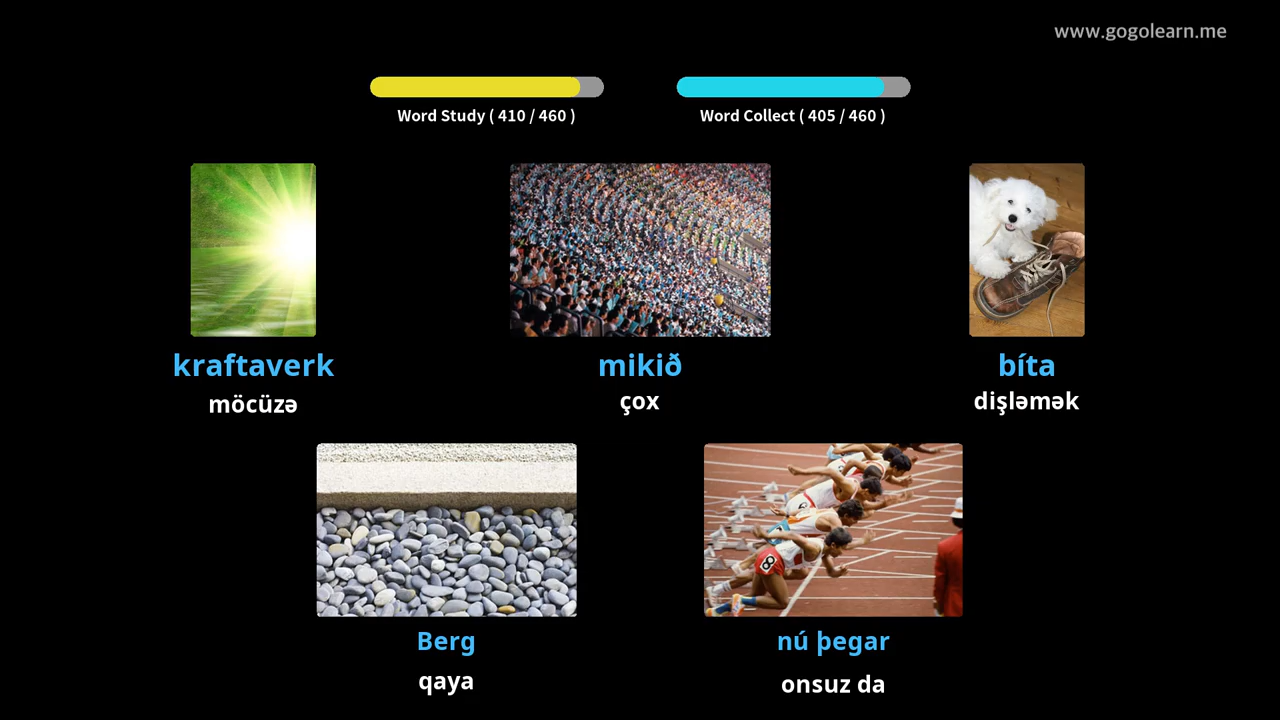 www.gogolearn.me
Word Study ( 410 / 460 )
Word Collect ( 405 / 460 )
kraftaverk
möcüzə
mikið
çox
bíta
dişləmək
Berg
qaya
nú þegar
onsuz da